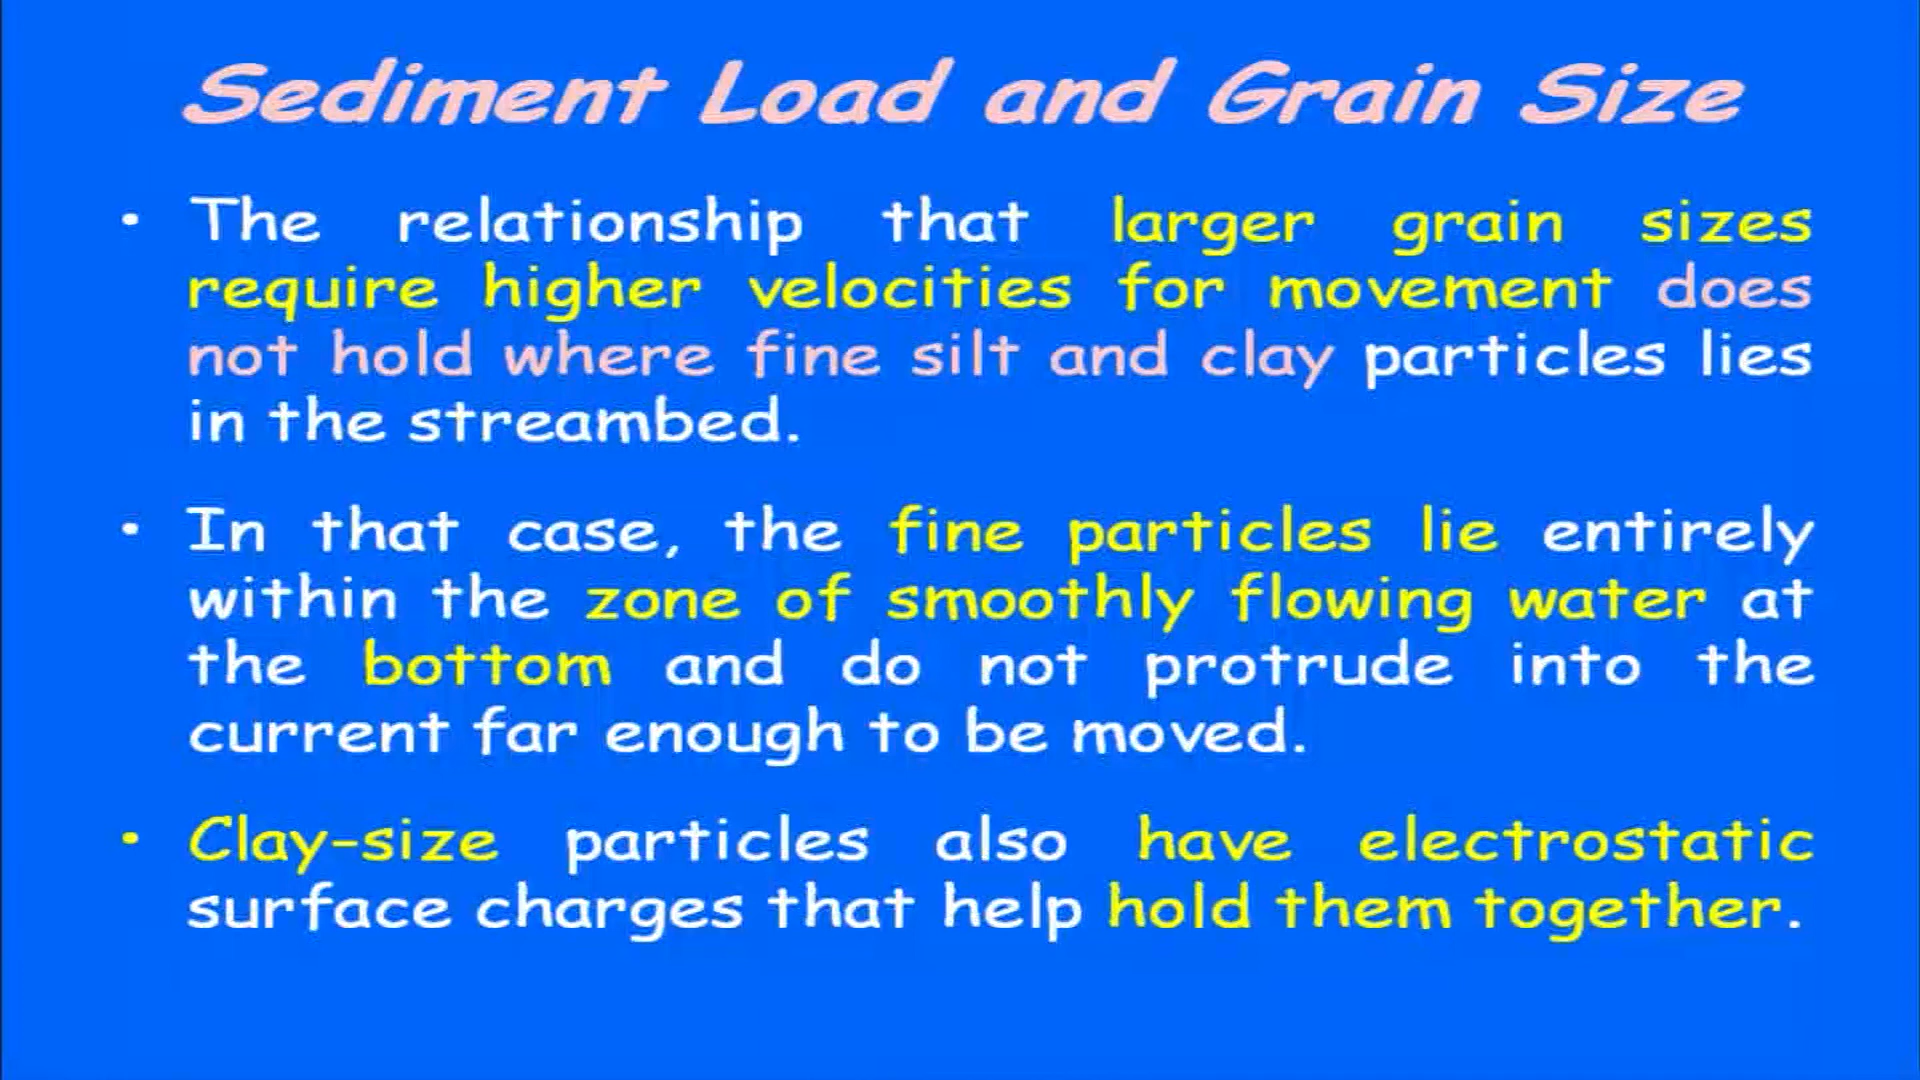 Sediment Load and Grain Size
• The relationship that larger grain sizes
require higher velocities for movement does
not hold where fine silt and clay particles lies
in the streambed.
• In that case, the fine particles lie entirely
within the zone of smoothly flowing water at
the bottom and do not protrude into the
current far enough to be moved.
• Clay-size particles also have electrostatic
surface charges that help hold them together.